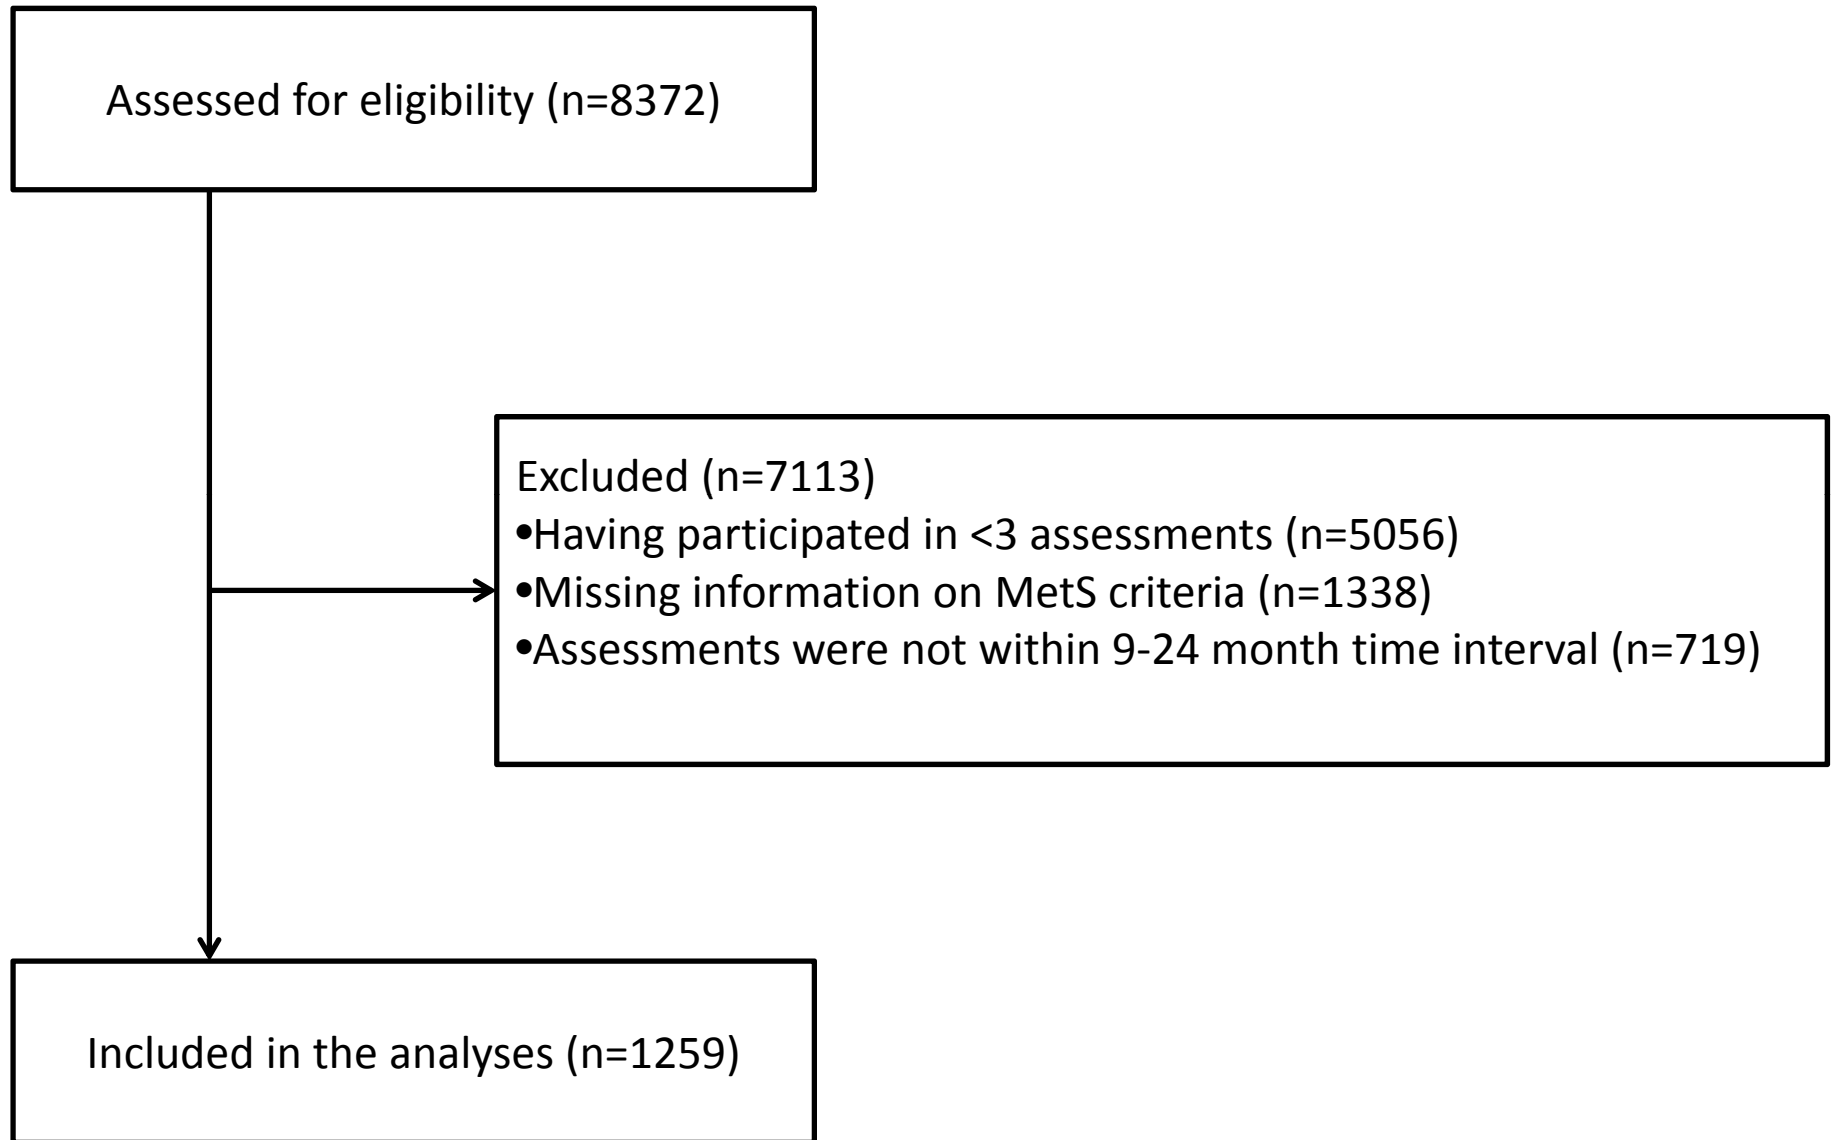 Assessed for eligibility (n=8372)
Excluded (n=7113)
•Having participated in <3 assessments (n=5056)
•Missing information on MetS criteria (n=1338)
•Assessments were not within 9-24 month time interval (n=719)
Included in the analyses (n=1259)